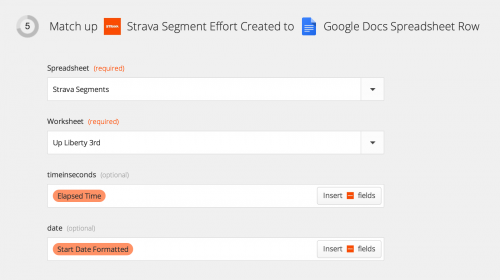 5 Match up STRAVA Strava Segment Effort Created to Google Docs Spreadsheet Row
Spreadsheet (required)
Strava Segments
Worksheet (required)
Up Liberty 3rd
timeinseconds (optional)
Elapsed Time Insert fields
date (optional)
Start Date Formatted Insert fields